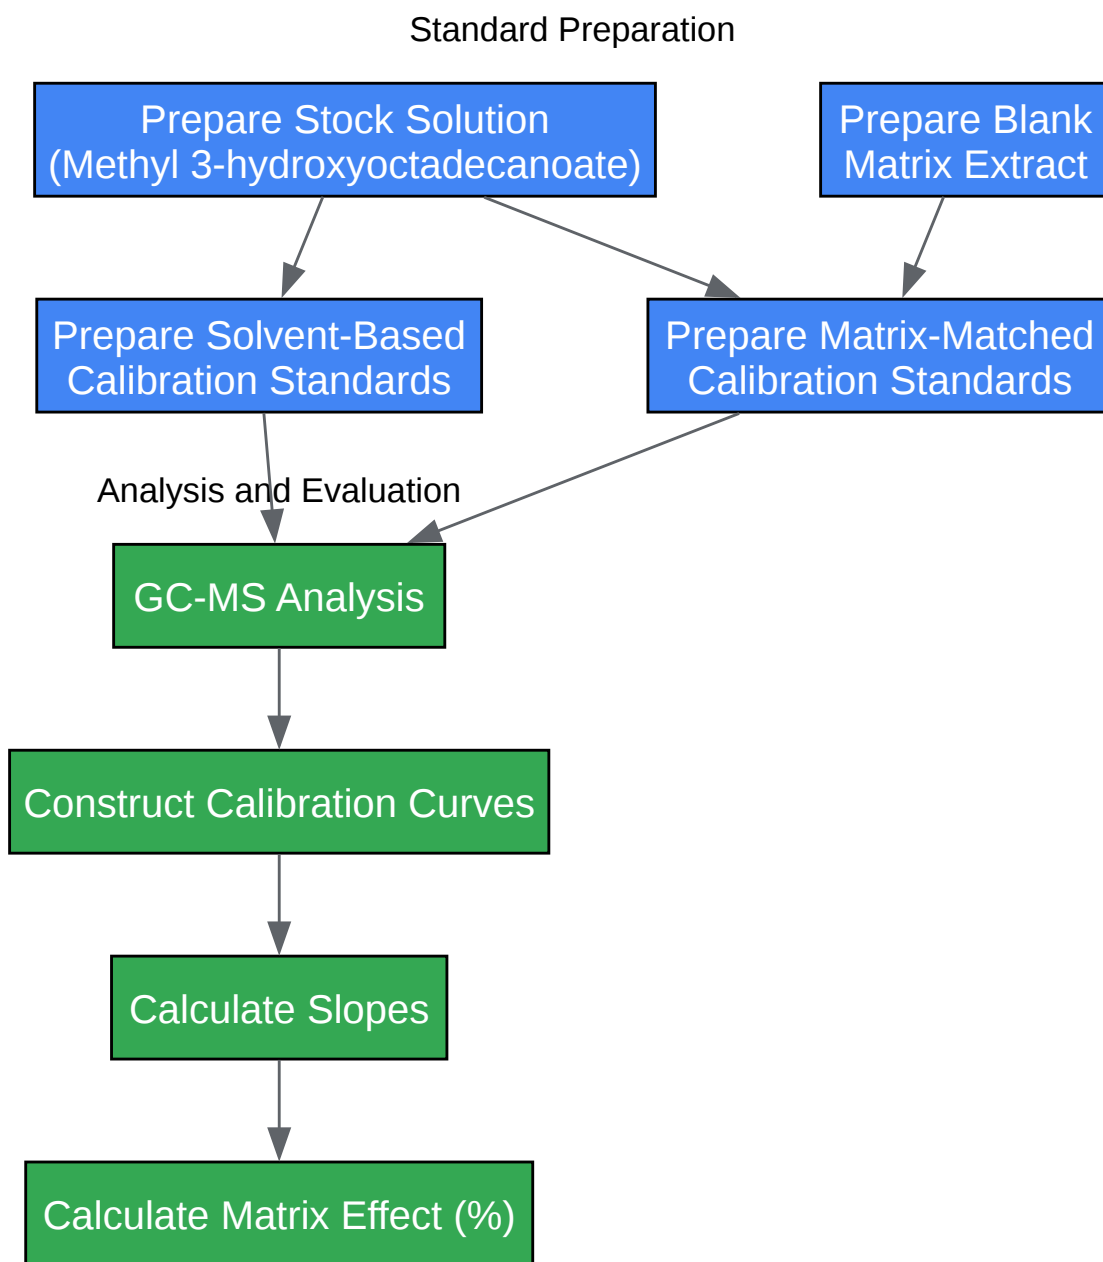 Standard Preparation
Prepare Stock Solution
(Methyl 3-hydroxyoctadecanoate)
Prepare Blank
Matrix Extract
Prepare Solvent-Based
Calibration Standards
Prepare Matrix-Matched
Calibration Standards
Analysis and Evaluation
GC-MS Analysis
Construct Calibration Curves
Calculate Slopes
Calculate Matrix Effect (%)